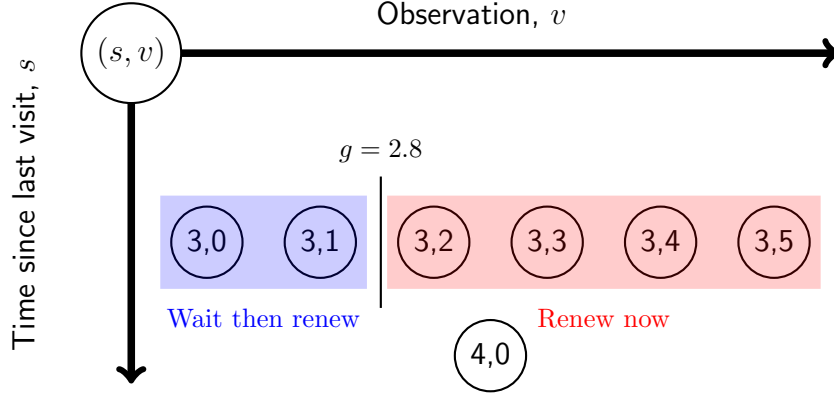 Observation, v
(s, v)
Time since last visit, s
g = 2.8
3,0 3,1 3,2 3,3 3,4 3,5
Wait then renew Renew now
4,0